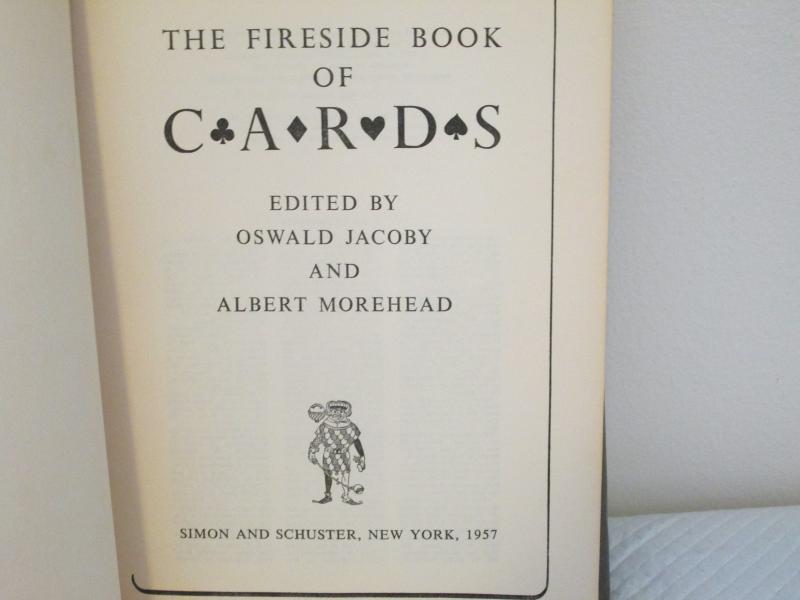 THE FIRESIDE BOOK
OF
C♣A♦R♥D♠S
EDITED BY
OSWALD JACOBY
AND
ALBERT MOREHEAD
SIMON AND SCHUSTER, NEW YORK, 1957